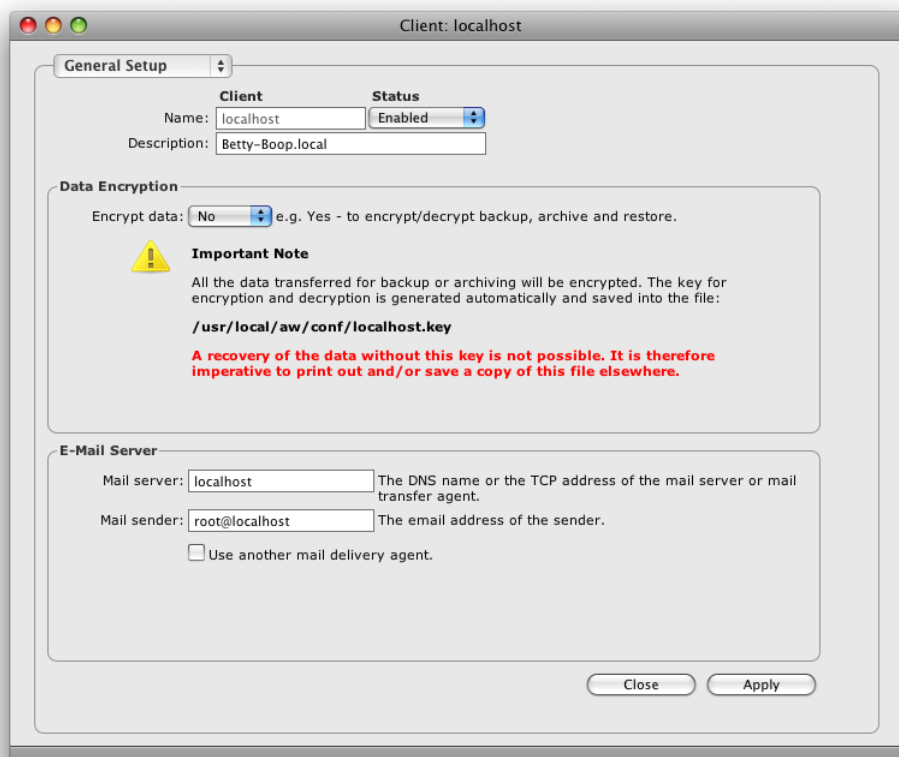 Client: localhost
General Setup
Client Status
Name: localhost Enabled
Description: Betty-Boop.local
Data Encryption
Encrypt data: No e.g. Yes - to encrypt/decrypt backup, archive and restore.
Important Note
All the data transferred for backup or archiving will be encrypted. The key for
encryption and decryption is generated automatically and saved into the file:
/usr/local/aw/conf/localhost.key
A recovery of the data without this key is not possible. It is therefore
imperative to print out and/or save a copy of this file elsewhere.
E-Mail Server
Mail server: localhost The DNS name or the TCP address of the mail server or mail
transfer agent.
Mail sender: root@localhost The email address of the sender.
Use another mail delivery agent.
Close Apply